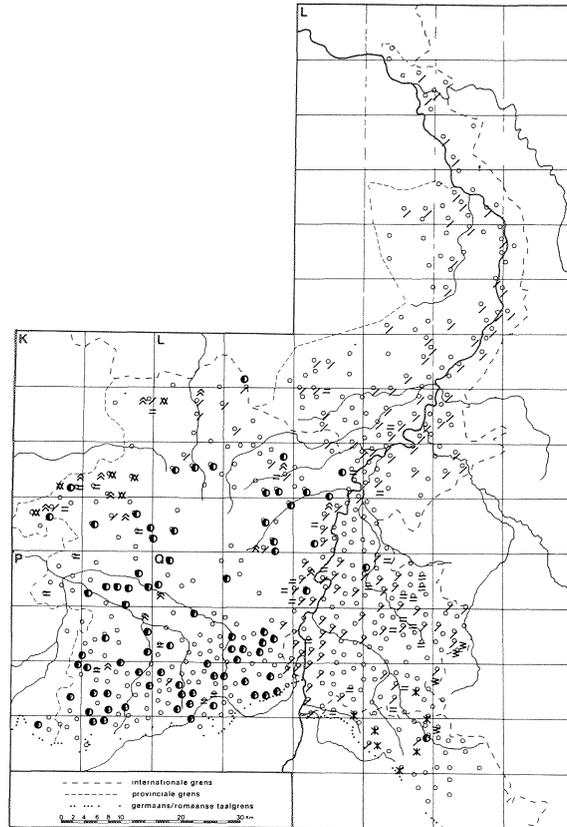 L
K
L
P
Q
internationale grens
provinciale grens
germaans/romaanse taalgrens
0 2 4 6 8 10 20 30 Km